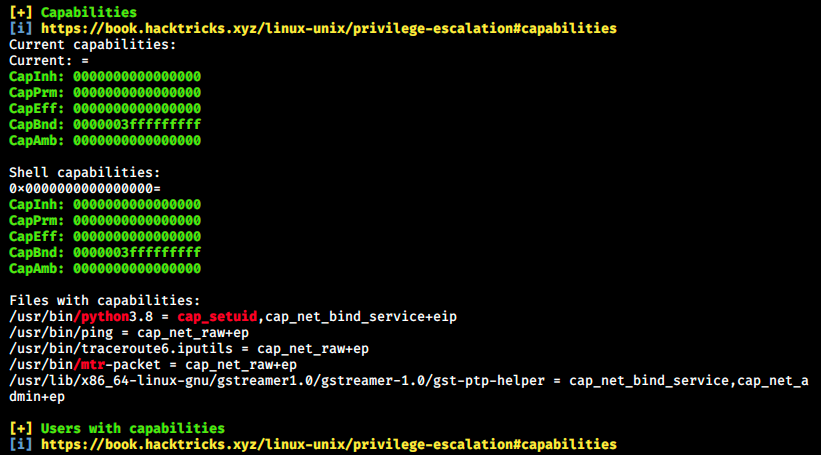 [+] Capabilities
[i] https://book.hacktricks.xyz/linux-unix/privilege-escalation#capabilities
Current capabilities:
Current: =
CapInh: 0000000000000000
CapPrm: 0000000000000000
CapEff: 0000000000000000
CapBnd: 0000003fffffffff
CapAmb: 0000000000000000
Shell capabilities:
0×0000000000000000=
CapInh: 0000000000000000
CapPrm: 0000000000000000
CapEff: 0000000000000000
CapBnd: 0000003fffffffff
CapAmb: 0000000000000000
Files with capabilities:
/usr/bin/python3.8 = cap_setuid,cap_net_bind_service+eip
/usr/bin/ping = cap_net_raw+ep
/usr/bin/traceroute6.iputils = cap_net_raw+ep
/usr/bin/mtr-packet = cap_net_raw+ep
/usr/lib/x86_64-linux-gnu/gstreamer1.0/gstreamer-1.0/gst-ptp-helper = cap_net_bind_service,cap_net_a
dmin+ep
[+] Users with capabilities
[i] https://book.hacktricks.xyz/linux-unix/privilege-escalation#capabilities